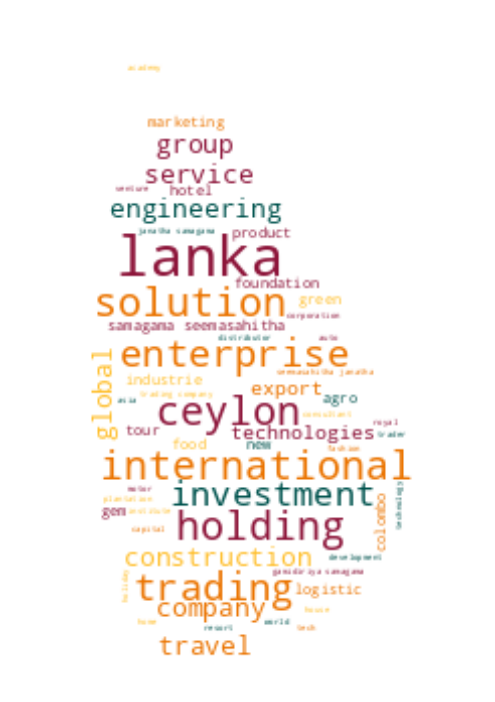 academy
marketing
group
service
venture hotel
engineering
janatha samagama product
lanka
foundation
solution green
corporation
samagama seemasahitha
distributor auto
enterprise
seemasahitha janatha
global industrie
export
trading company
asia agro
ceylon consultant
royal
tour technologies trader
food new fashion
international
motor investment
plantation
gem institute holding
capital colombo technology
construction development
gamidiriya samagama
holiday trading logistic
company house
home world
resort tech
travel